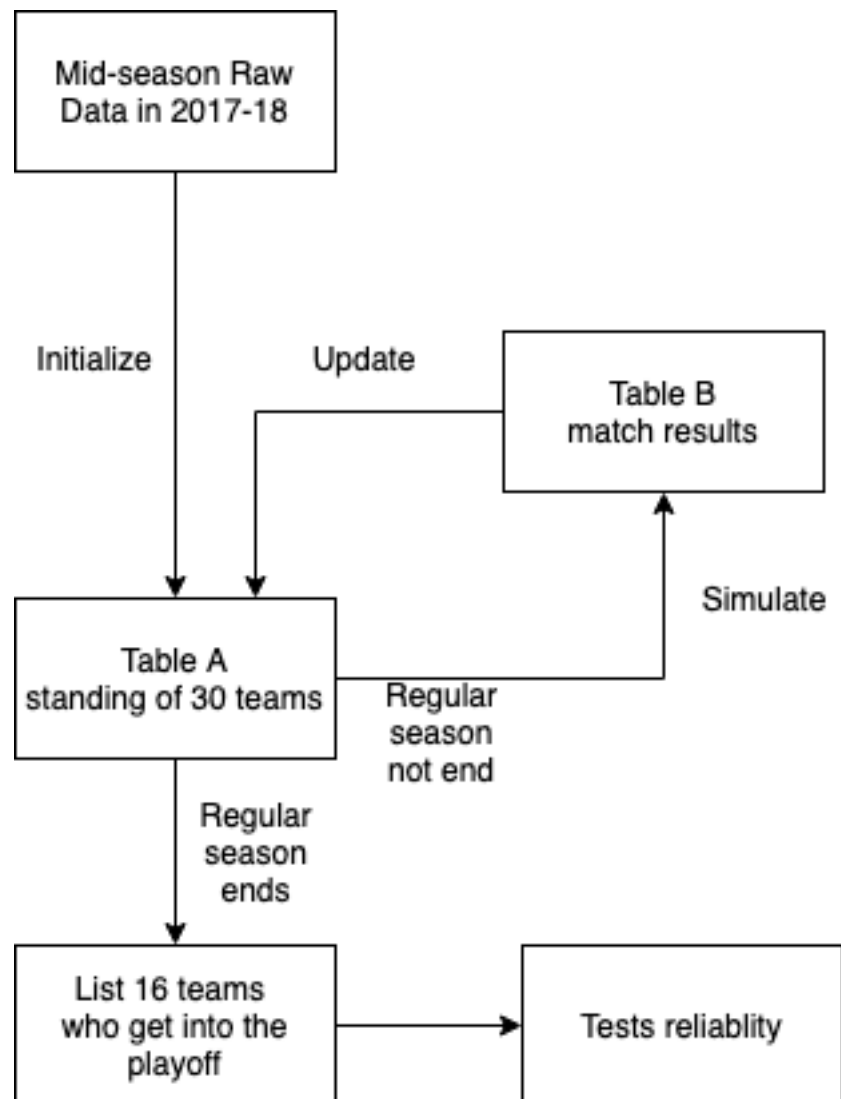 Mid-season Raw
Data in 2017-18
Initialize
Update
Table B
match results
Simulate
Table A
standing of 30 teams
Regular
season
not end
Regular
season
ends
List 16 teams
who get into the
playoff
Tests reliablity